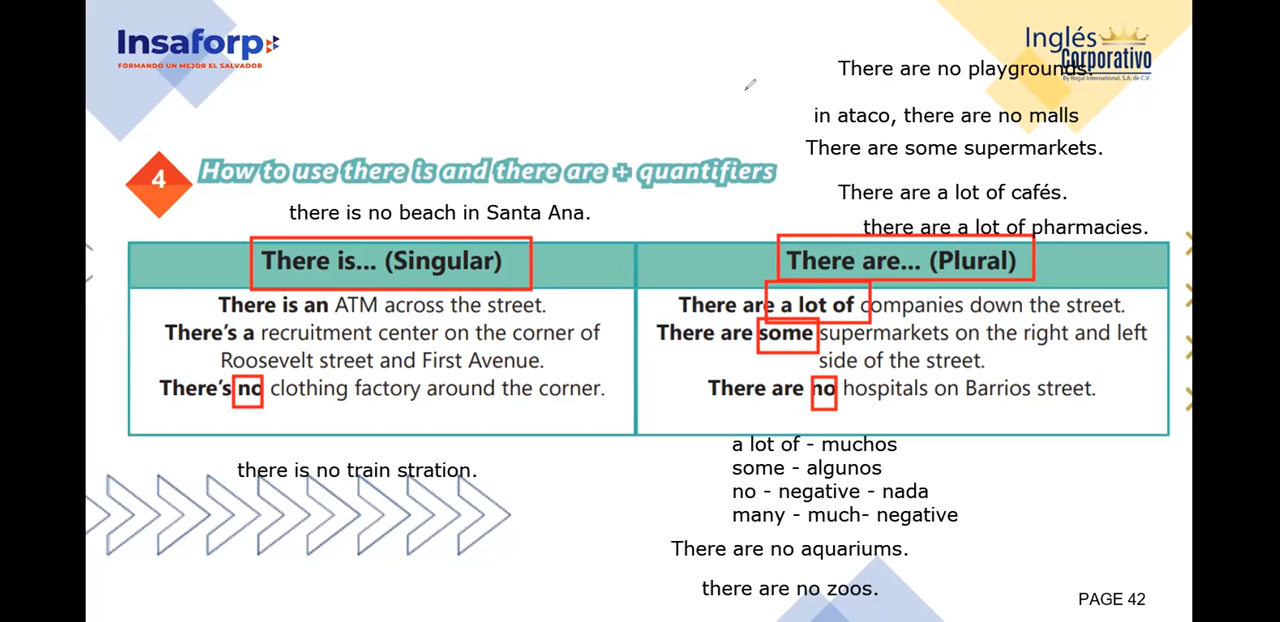 Insaforp
FORMANDO UN MEJOR EL SALVADOR
Inglés
Corporativo
By Regal International, S.A. de C.V.
There are no playgrounds.
in ataco, there are no malls
There are some supermarkets.
4
How to use there is and there are + quantifiers
there is no beach in Santa Ana.
There are a lot of cafés.
there are a lot of pharmacies.
There is... (Singular)
There is an ATM across the street.
There's a recruitment center on the corner of
Roosevelt street and First Avenue.
There's no clothing factory around the corner.
There are... (Plural)
There are a lot of companies down the street.
There are some supermarkets on the right and left
side of the street.
There are no hospitals on Barrios street.
there is no train stration.
a lot of - muchos
some - algunos
no - negative - nada
many - much- negative
There are no aquariums.
there are no zoos.
PAGE 42